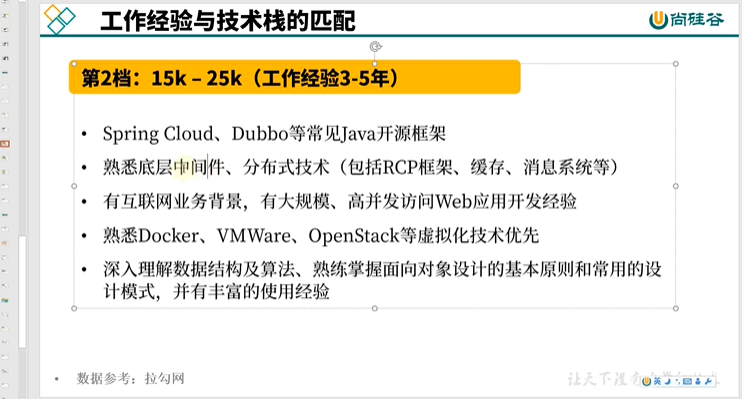 工作经验与技术栈的匹配
尚硅谷
第2档：15k – 25k（工作经验3-5年）
• Spring Cloud、Dubbo等常见Java开源框架
• 熟悉底层中间件、分布式技术（包括RCP框架、缓存、消息系统等）
• 有互联网业务背景，有大规模、高并发访问Web应用开发经验
• 熟悉Docker、VMWare、OpenStack等虚拟化技术优先
• 深入理解数据结构及算法、熟练掌握面向对象设计的基本原则和常用的设
计模式，并有丰富的使用经验
• 数据参考：拉勾网
让天下没有
英